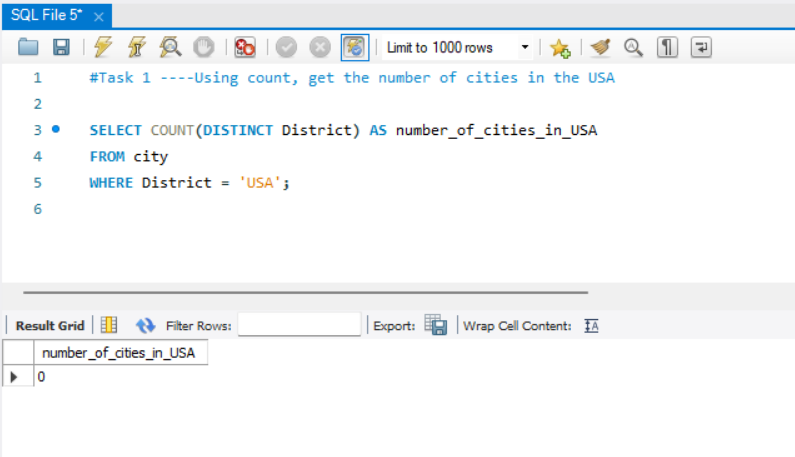 SQL File 5*
Limit to 1000 rows
1 #Task 1 ----Using count, get the number of cities in the USA
2
3 SELECT COUNT(DISTINCT District) AS number_of_cities_in_USA
4 FROM city
5 WHERE District = 'USA';
6
Result Grid Filter Rows: Export: Wrap Cell Content: IA
number_of_cities_in_USA
0